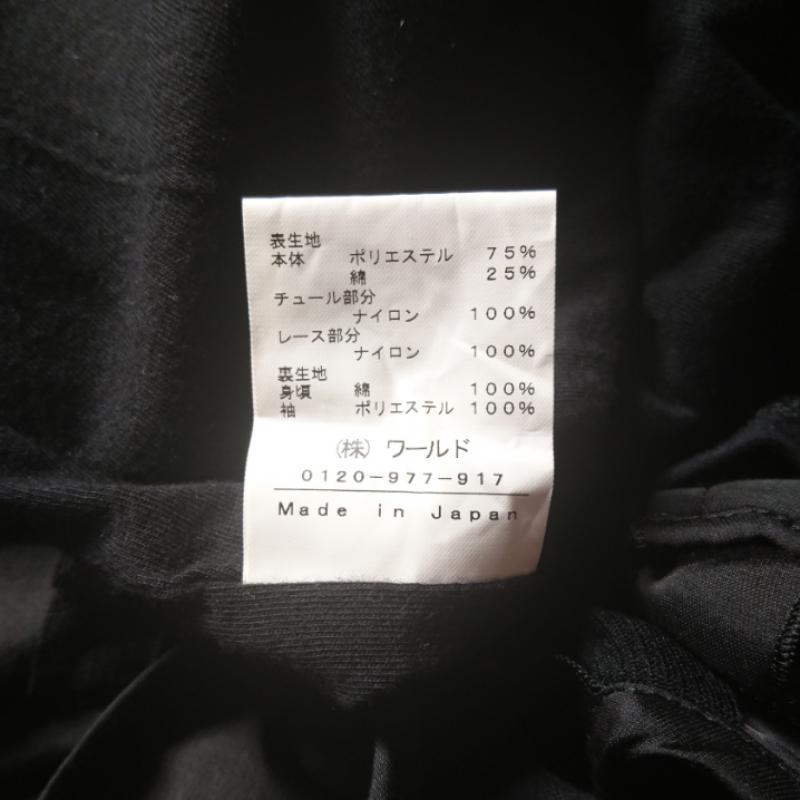 表生地
本体 ポリエステル 75%
綿 25%
チュール部分
ナイロン 100%
レース部分
ナイロン 100%
裏生地
身頃 綿 100%
袖 ポリエステル 100%
(株) ワールド
0120-977-917
Made in Japan